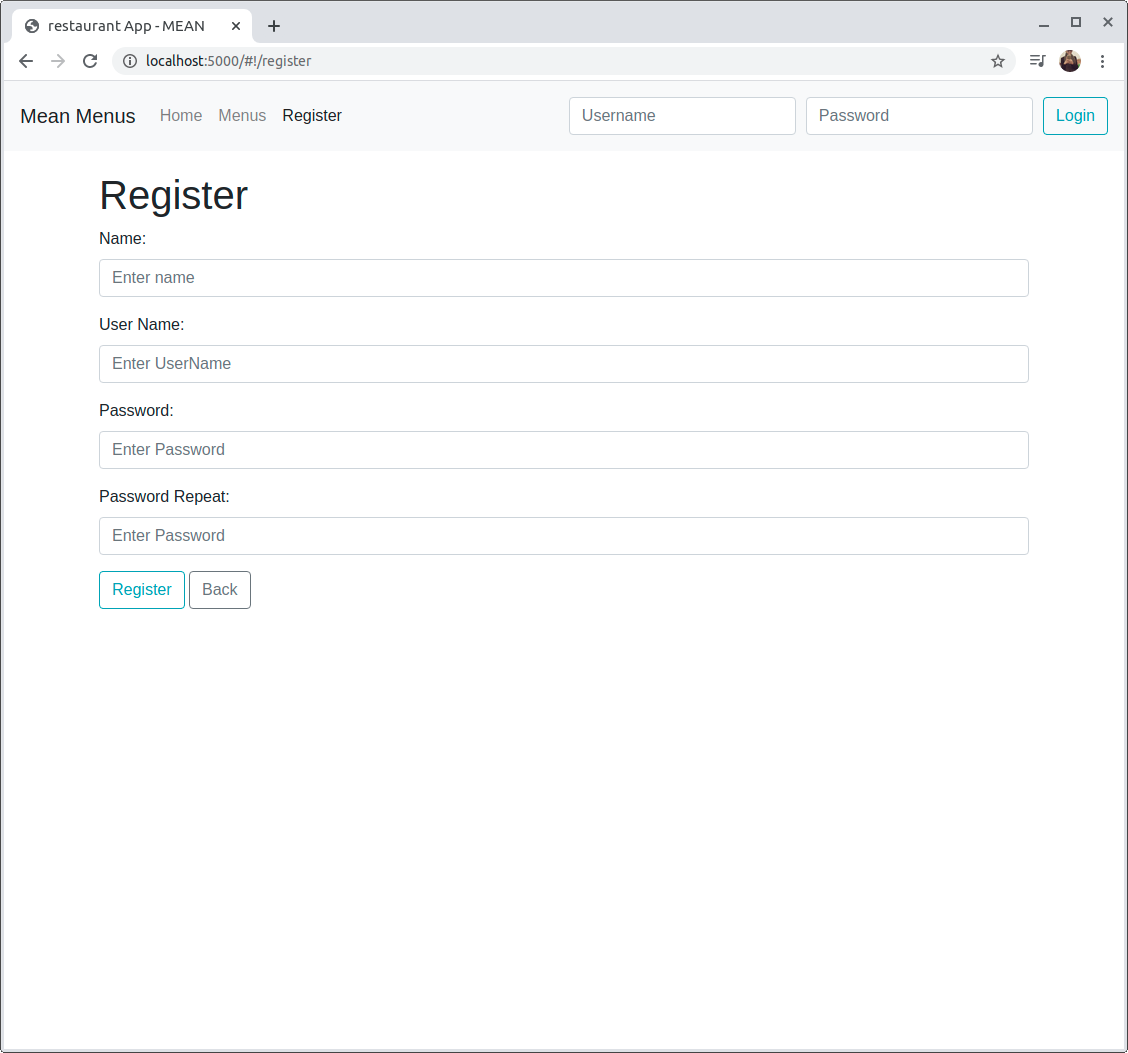 restaurant App - MEAN
localhost:5000/#!/register
Mean Menus Home Menus Register Username Password Login
Register
Name:
Enter name
User Name:
Enter UserName
Password:
Enter Password
Password Repeat:
Enter Password
Register Back